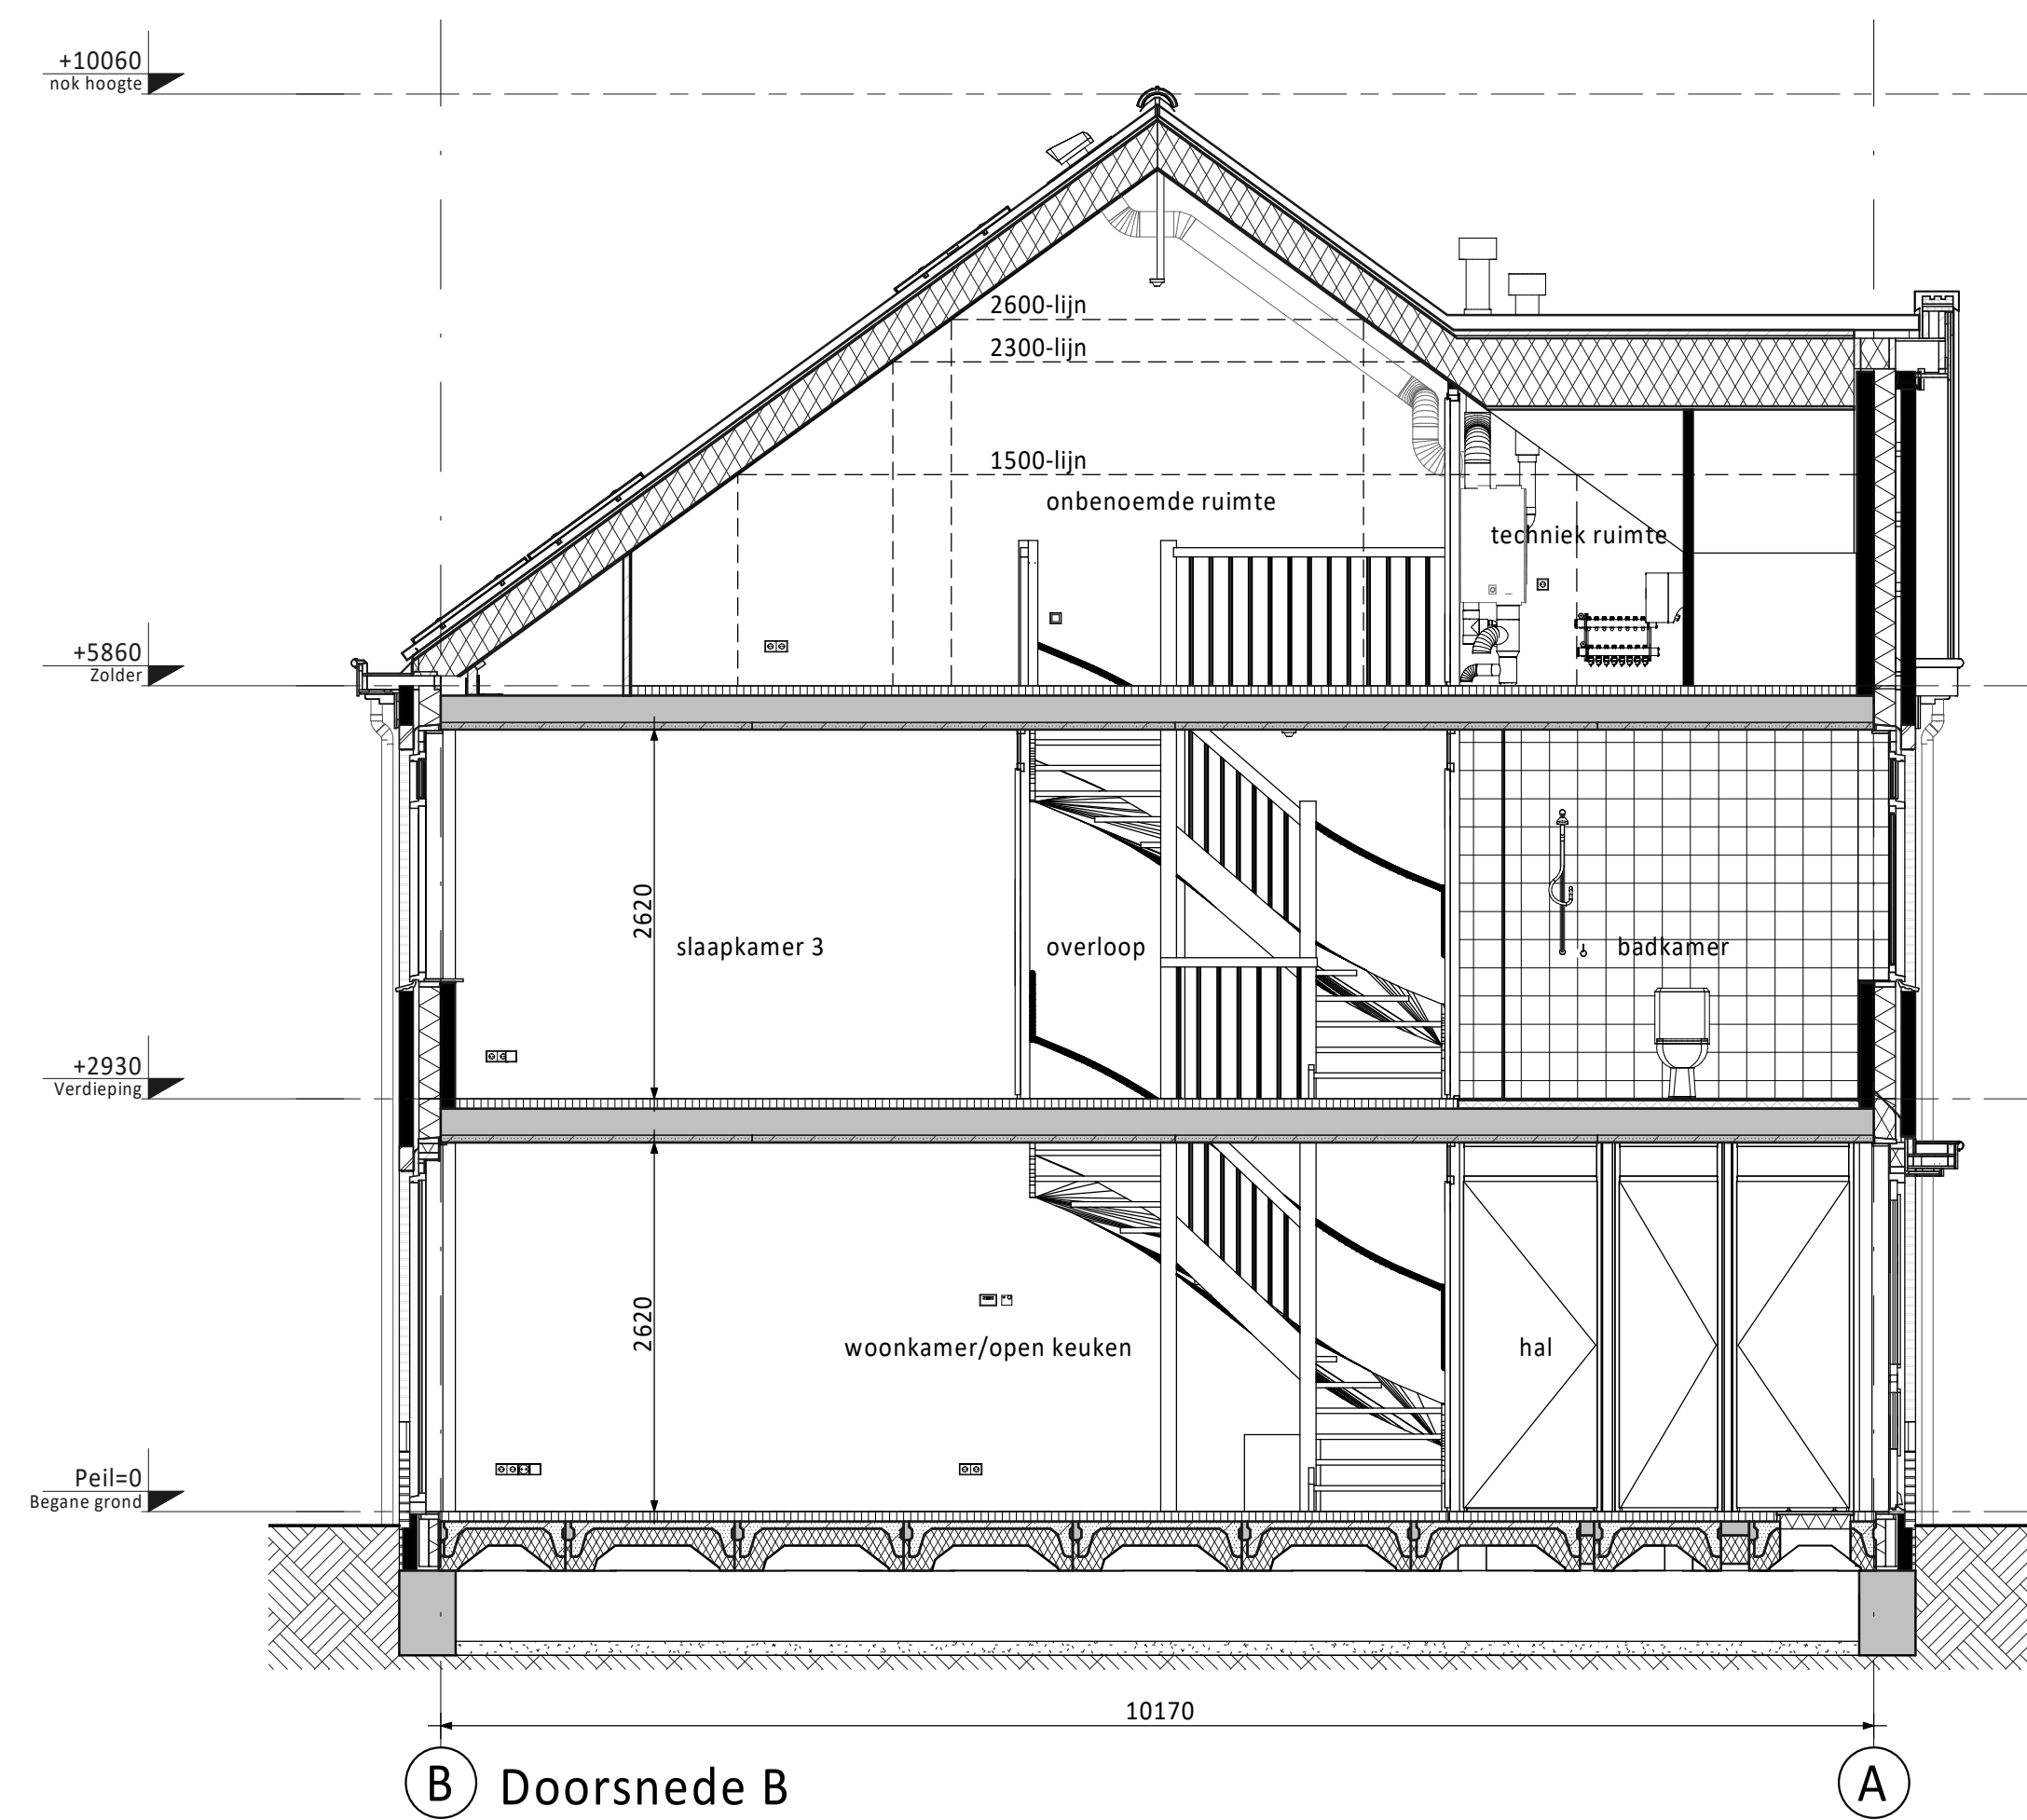 +10060
nok hoogte
2600-lijn
2300-lijn
1500-lijn
onbenoemde ruimte
techniek ruimte
+5860
Zolder
2620
slaapkamer 3
overloop
badkamer
+2930
Verdieping
2620
woonkamer/open keuken
hal
Peil=0
Begane grond
10170
B
Doorsnede B
A